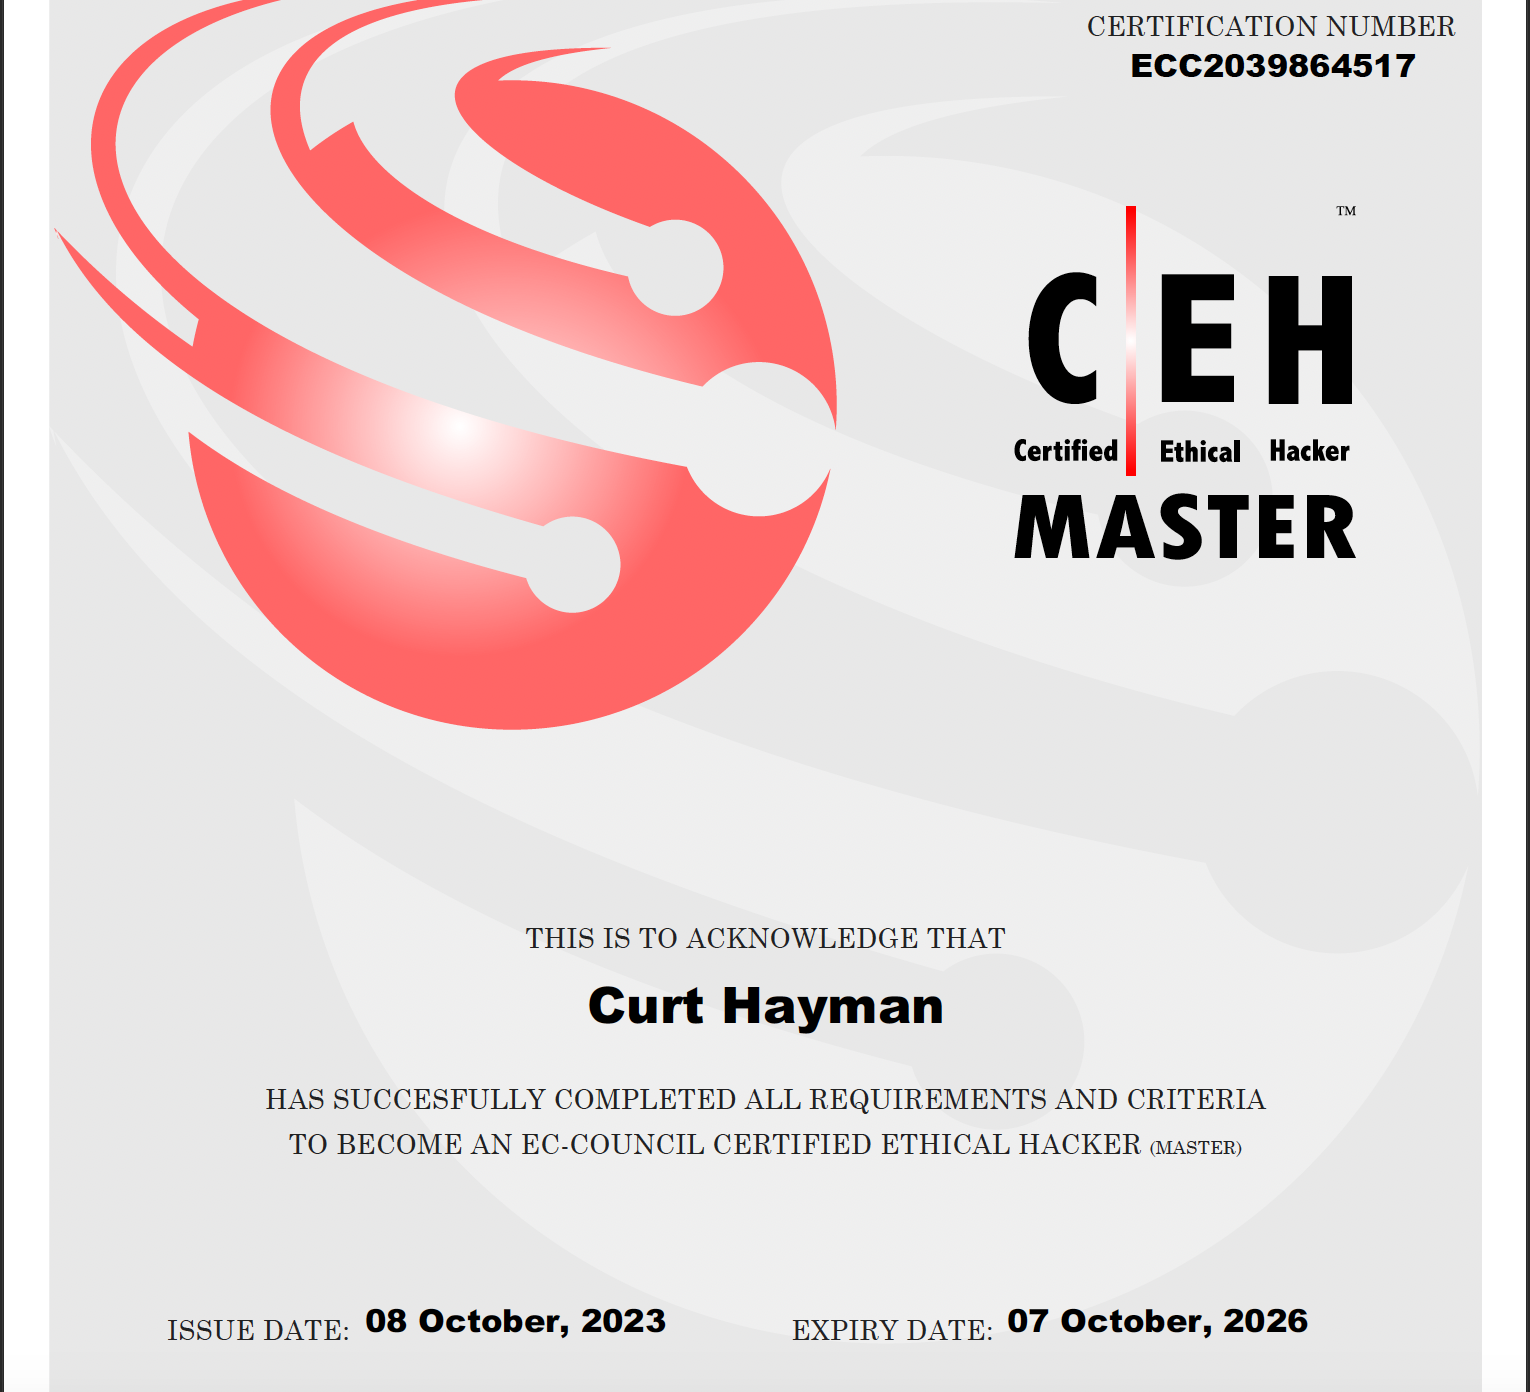 CERTIFICATION NUMBER
ECC2039864517
TM
C EH
Certified Ethical Hacker
MASTER
THIS IS TO ACKNOWLEDGE THAT
Curt Hayman
HAS SUCCESFULLY COMPLETED ALL REQUIREMENTS AND CRITERIA
TO BECOME AN EC-COUNCIL CERTIFIED ETHICAL HACKER (MASTER)
ISSUE DATE: 08 October, 2023 EXPIRY DATE: 07 October, 2026